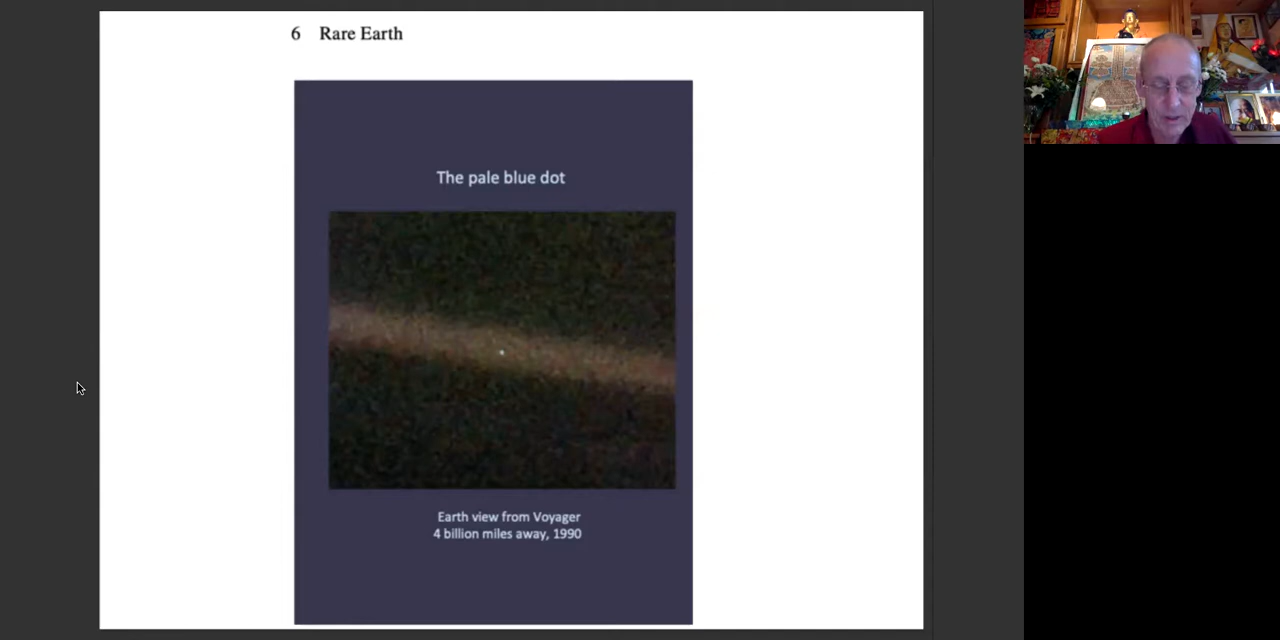 6 Rare Earth
The pale blue dot
Earth view from Voyager
4 billion miles away, 1990